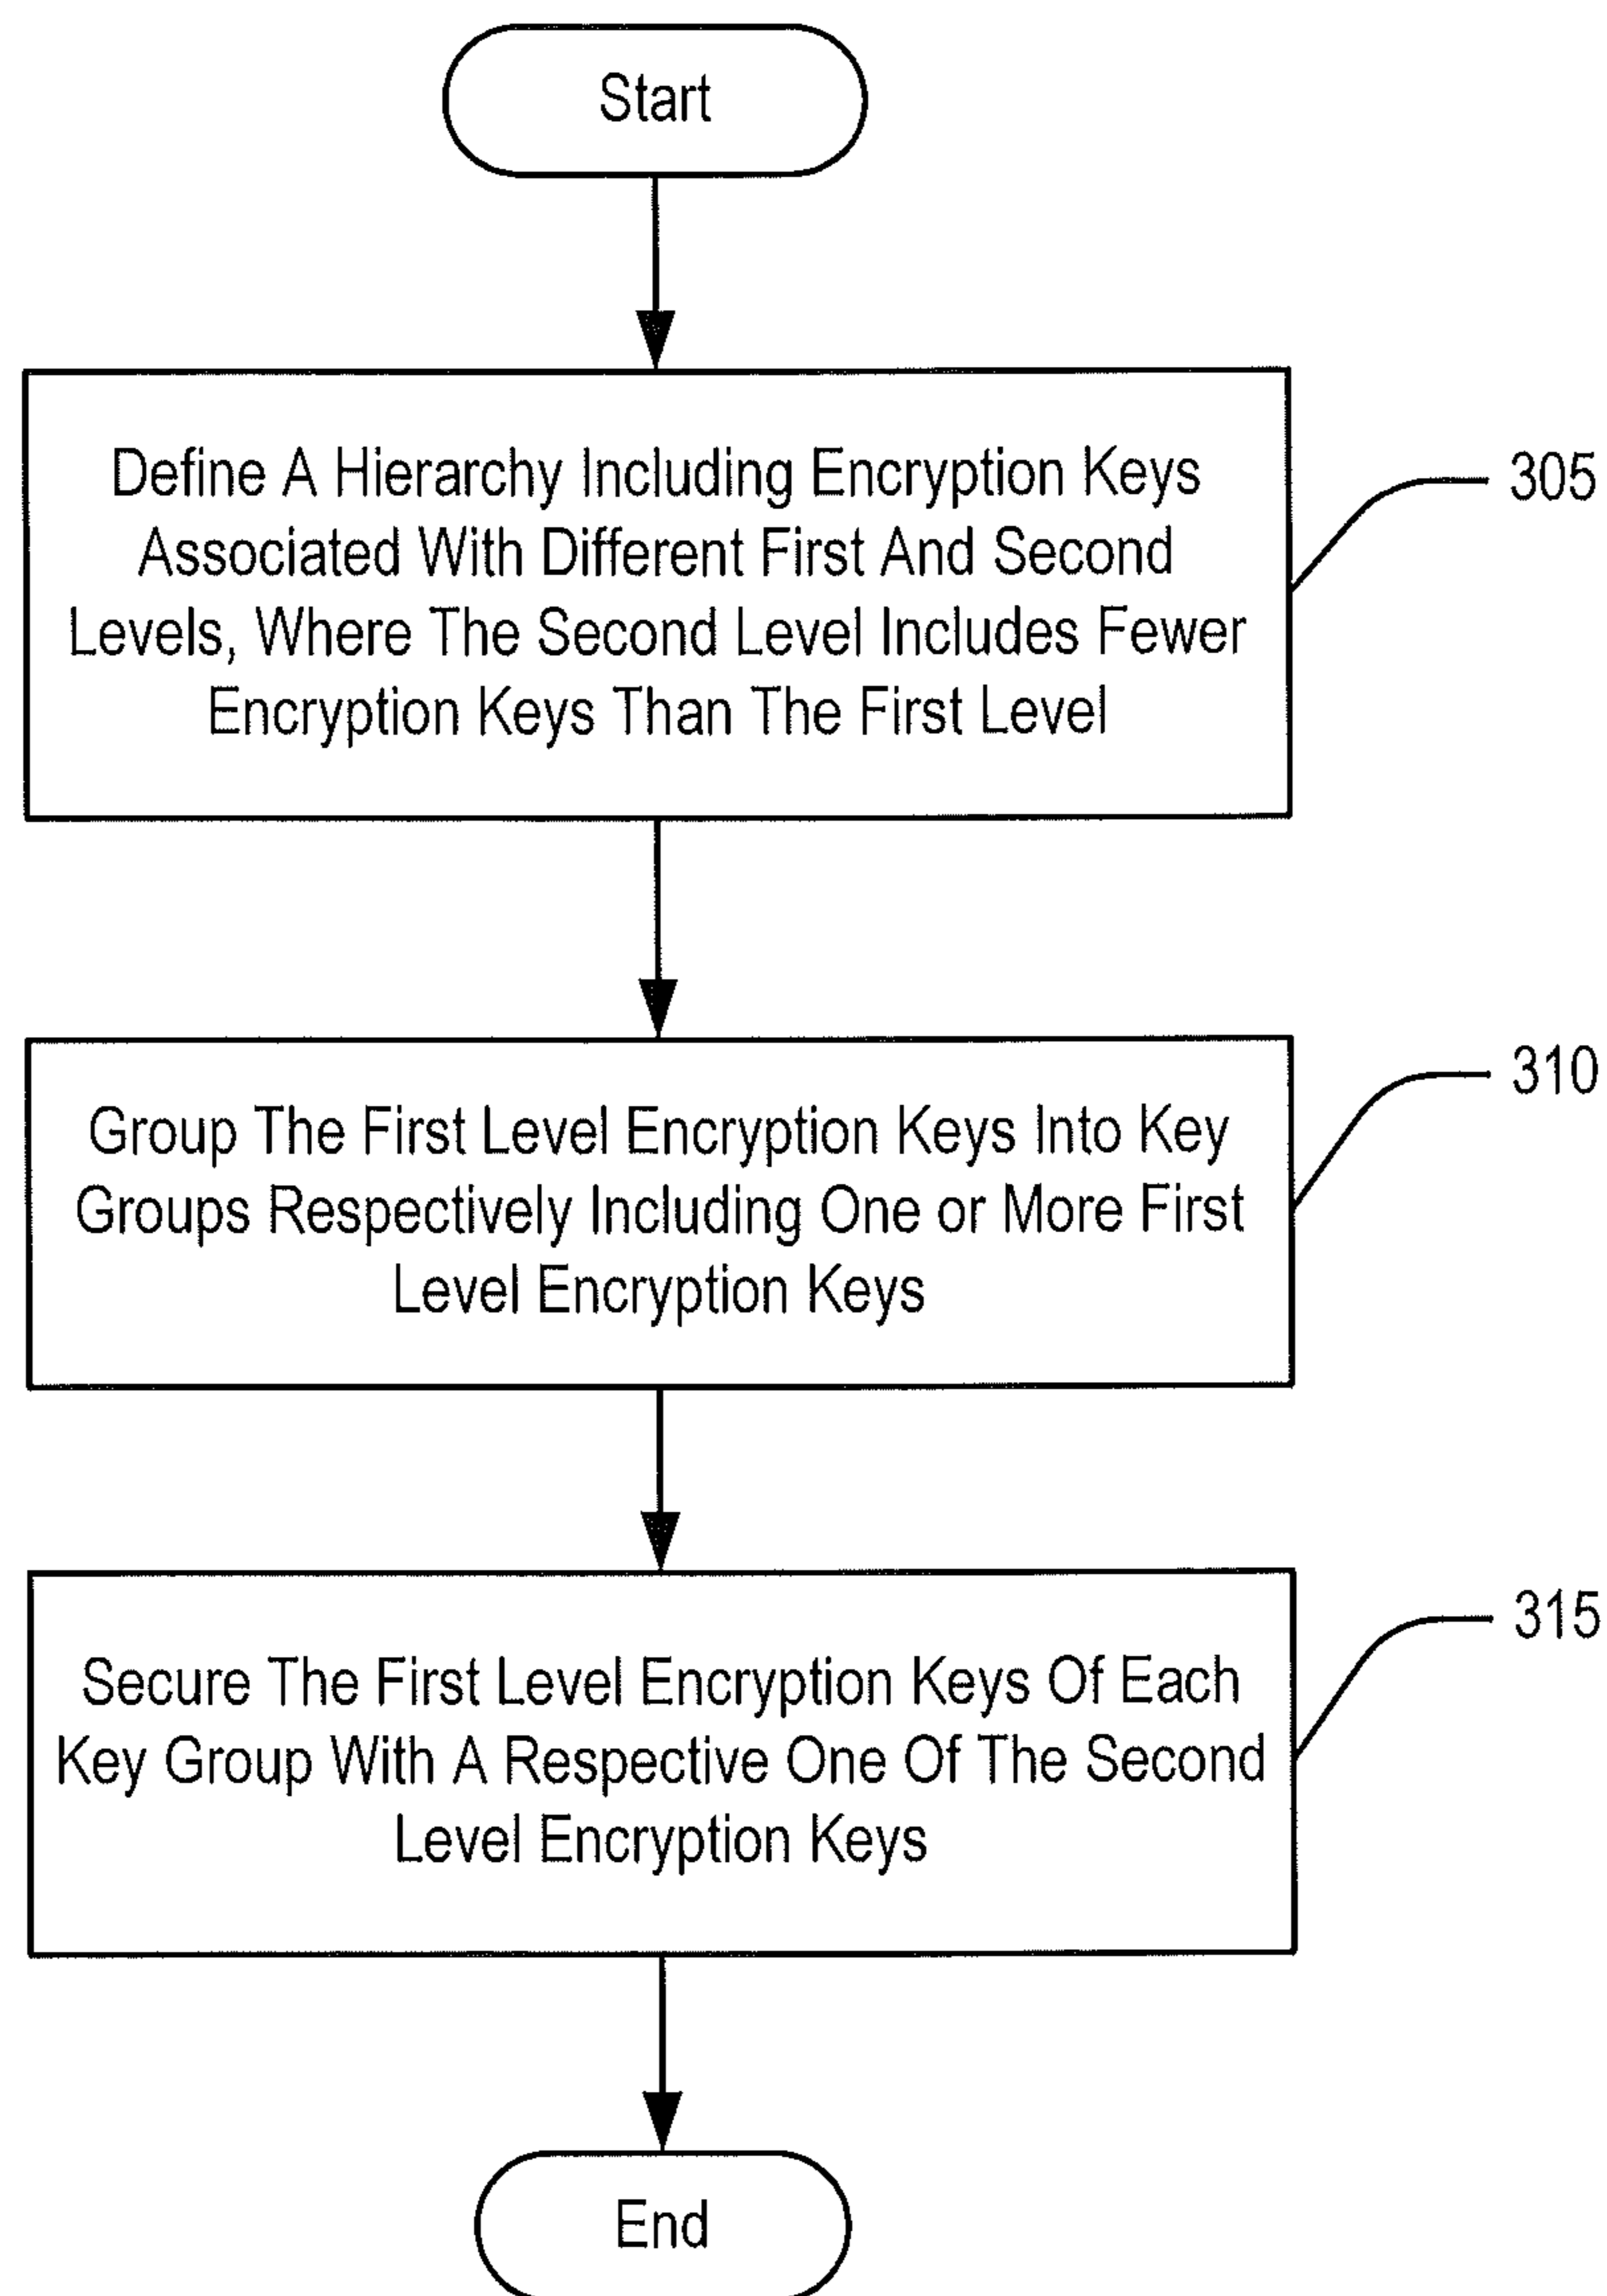 Start
Define A Hierarchy Including Encryption Keys
Associated With Different First And Second
Levels, Where The Second Level Includes Fewer
Encryption Keys Than The First Level
305
Group The First Level Encryption Keys Into Key
Groups Respectively Including One or More First
Level Encryption Keys
310
Secure The First Level Encryption Keys Of Each
Key Group With A Respective One Of The Second
Level Encryption Keys
315
End